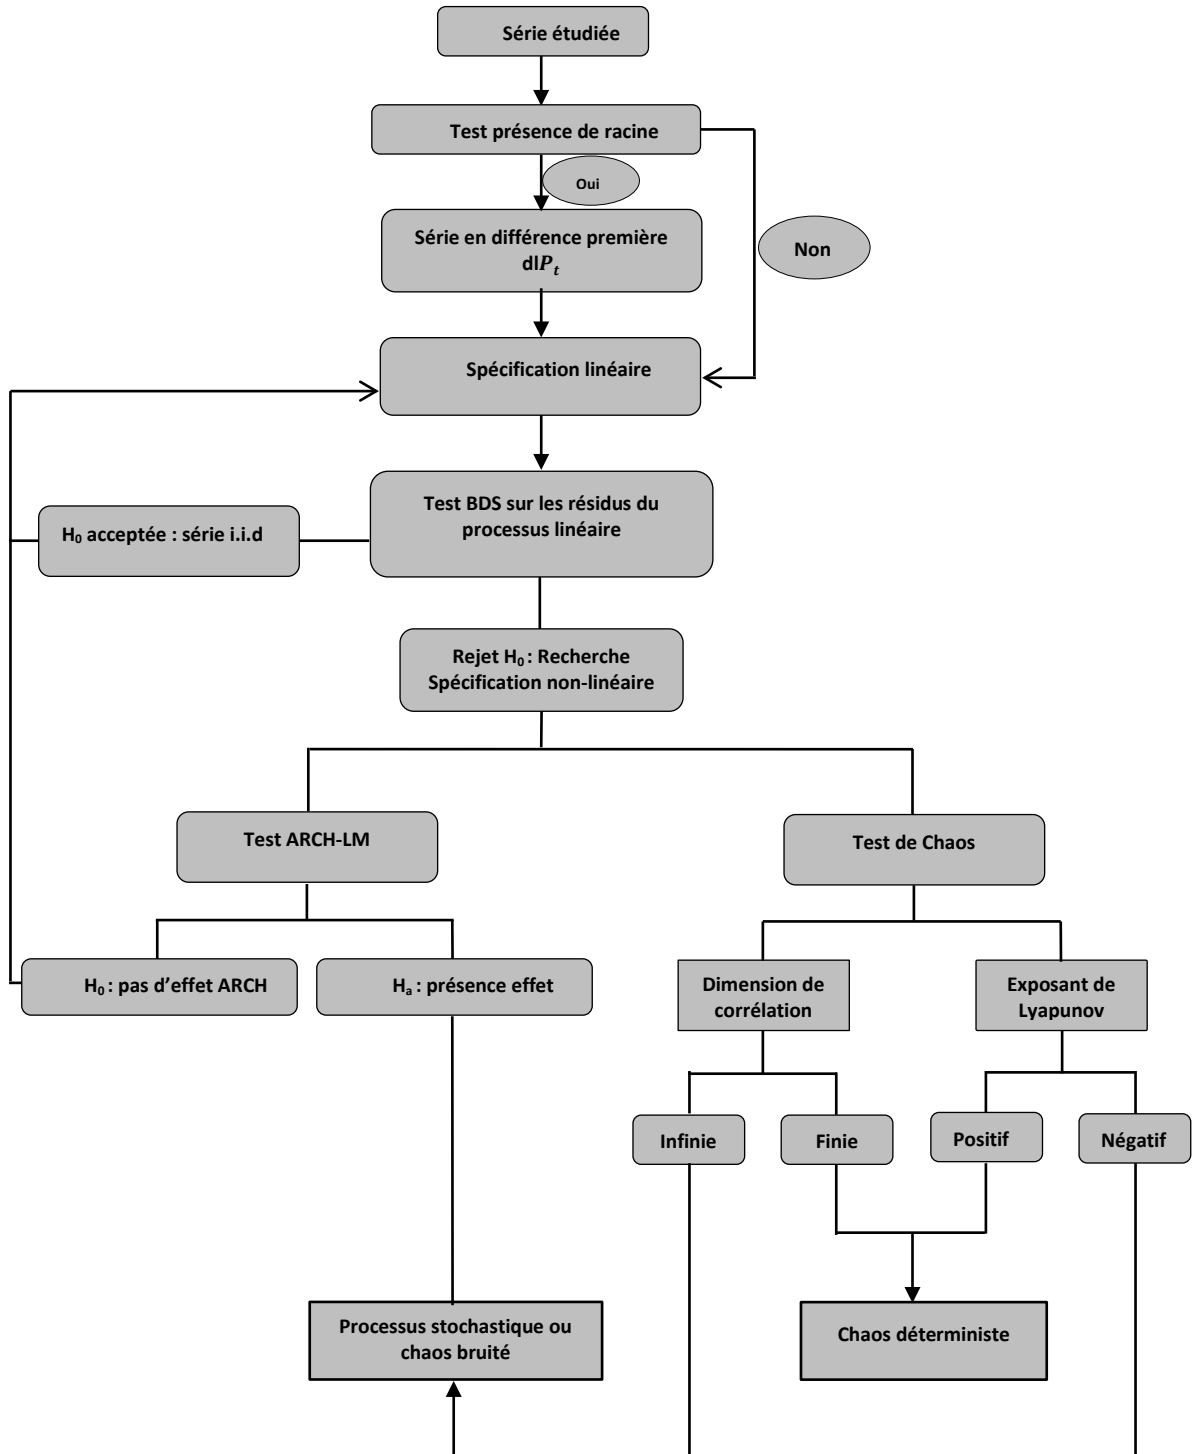 Série étudiée
Test présence de racine
Oui
Série en différence première
dlPₜ
Non
Spécification linéaire
Test BDS sur les résidus du
processus linéaire
H₀ acceptée : série i.i.d
Rejet H₀ : Recherche
Spécification non-linéaire
Test ARCH-LM
Test de Chaos
H₀ : pas d’effet ARCH
Hₐ : présence effet
Dimension de
corrélation
Exposant de
Lyapunov
Infinie
Finie
Positif
Négatif
Processus stochastique ou
chaos bruité
Chaos déterministe